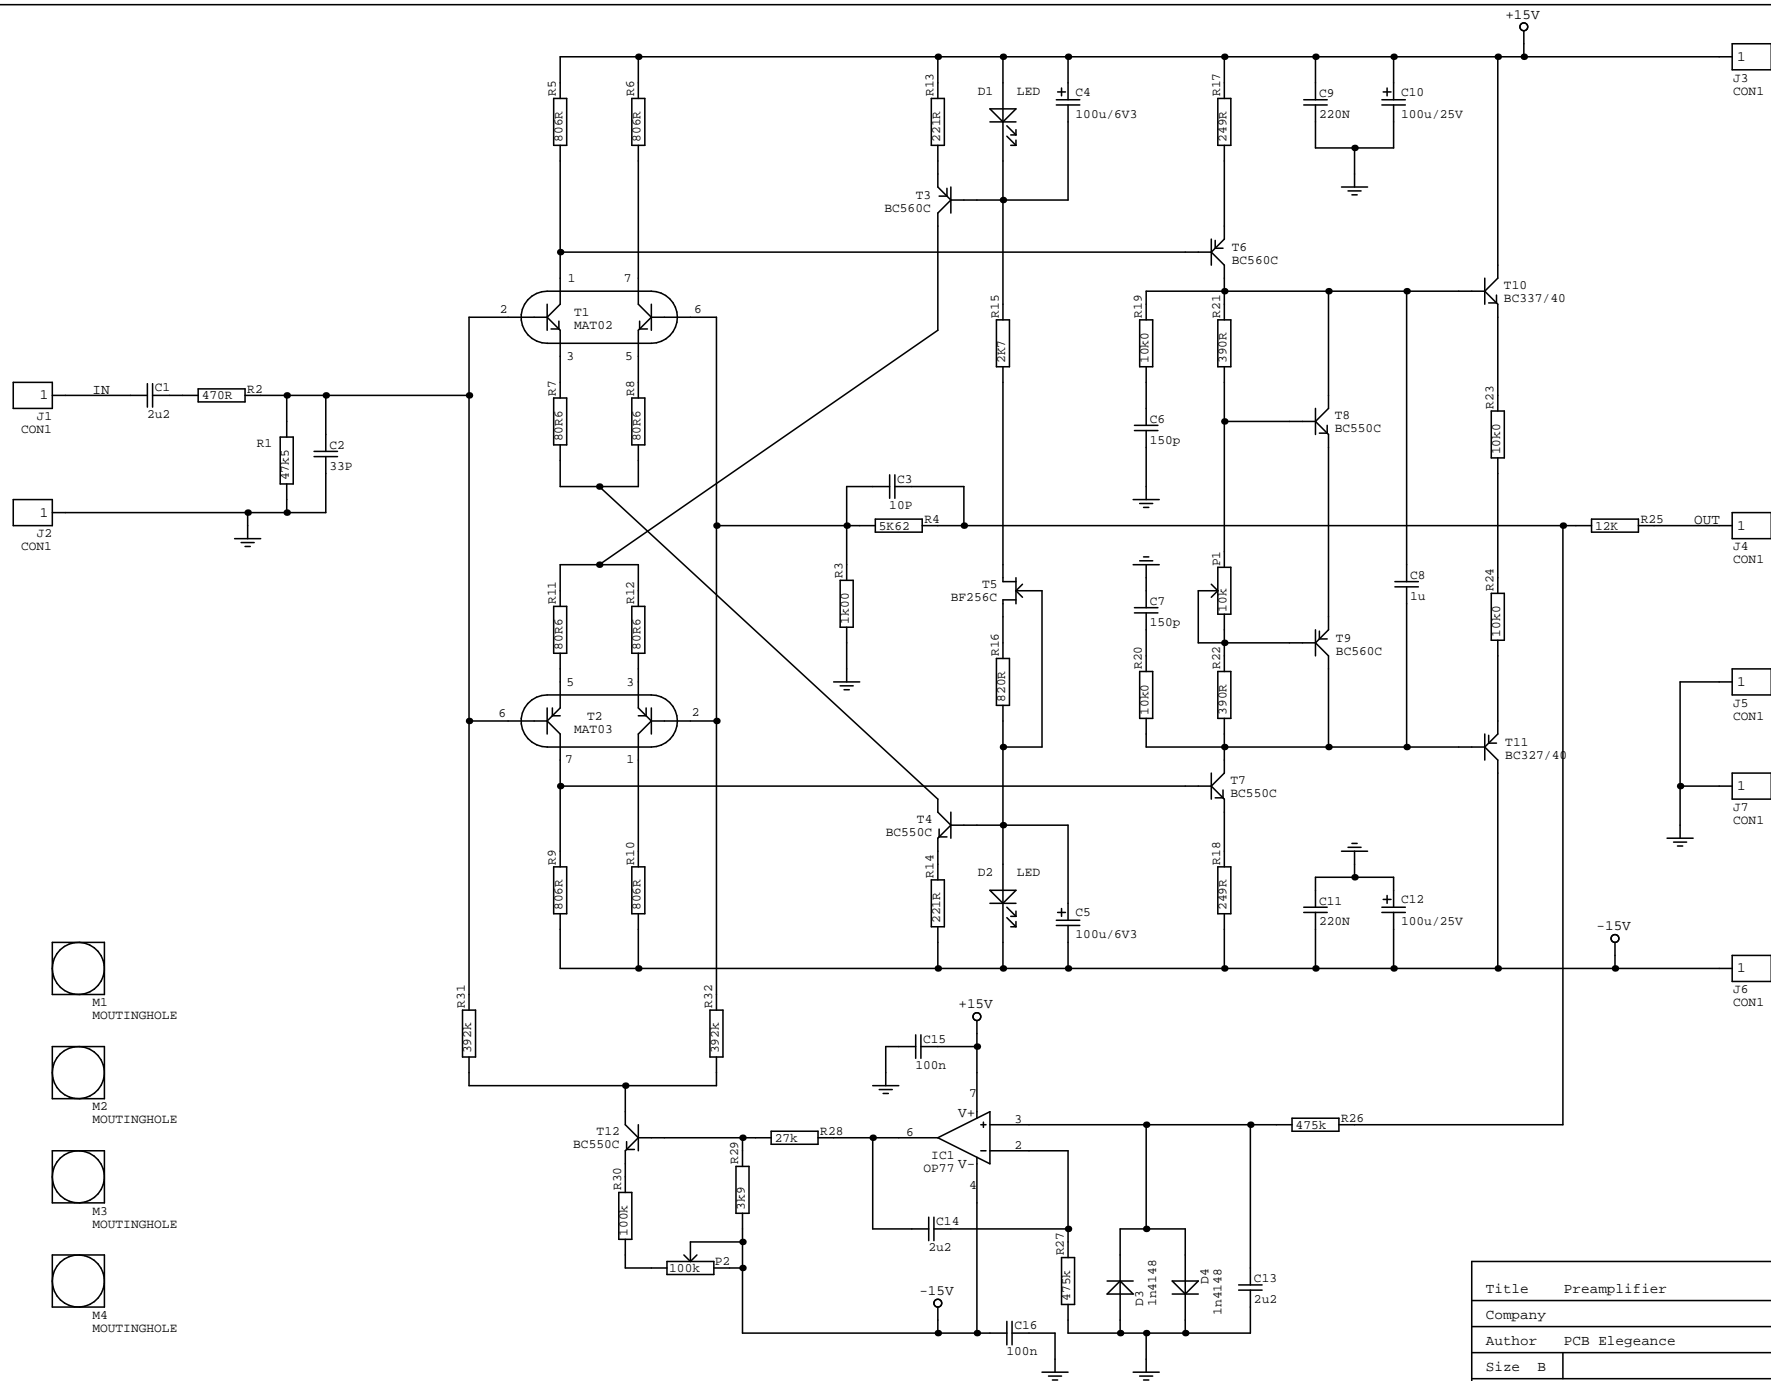 +15V
1
J3
CON1
R5
806R
R6
806R
R13
221R
D1 LED
+ C4
100u/6V3
R17
249R
C9
220N
+ C10
100u/25V
T3
BC560C
T6
BC560C
1 7
2 T1 6
MAT02
3 5
R15
2K7
R19
10k0
R21
390R
T10
BC337/40
1 IN
J1
CON1
C1
2u2
470R R2
R1
47k5
C2
33P
R7
80R6
R8
80R6
C6
150p
T8
BC550C
R23
10k0
1
J2
CON1
C3
10P
5K62 R4
R3
1k00
12K R25 OUT
1
J4
CON1
R11
80R6
R12
80R6
T5
BF256C
C7
150p
P1
10k
C8
1u
R24
10k0
R16
820R
R20
10k0
R22
390R
T9
BC560C
5 3
6 T2 2
MAT03
7 1
1
J5
CON1
T11
BC327/40
T7
BC550C
1
J7
CON1
T4
BC550C
R9
806R
R10
806R
R14
221R
D2 LED
+ C5
100u/6V3
R18
249R
C11
220N
+ C12
100u/25V
-15V
1
J6
CON1
M1
MOUTINGHOLE
M2
MOUTINGHOLE
M3
MOUTINGHOLE
M4
MOUTINGHOLE
R31
392k
R32
392k
+15V
C15
100n
7
V+
+ 3
6
IC1
OP77 V-
- 2
4
475k R26
T12
BC550C
27k R28
R29
3k9
R30
100k
100k P2
C14
2u2
R27
475k
D3
1n4148
D4
1n4148
C13
2u2
-15V
C16
100n
Title Preamplifier
Company
Author PCB Elegeance
Size B